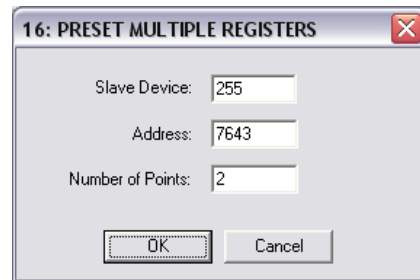 16: PRESET MULTIPLE REGISTERS
Slave Device: 255
Address: 7643
Number of Points: 2
OK Cancel